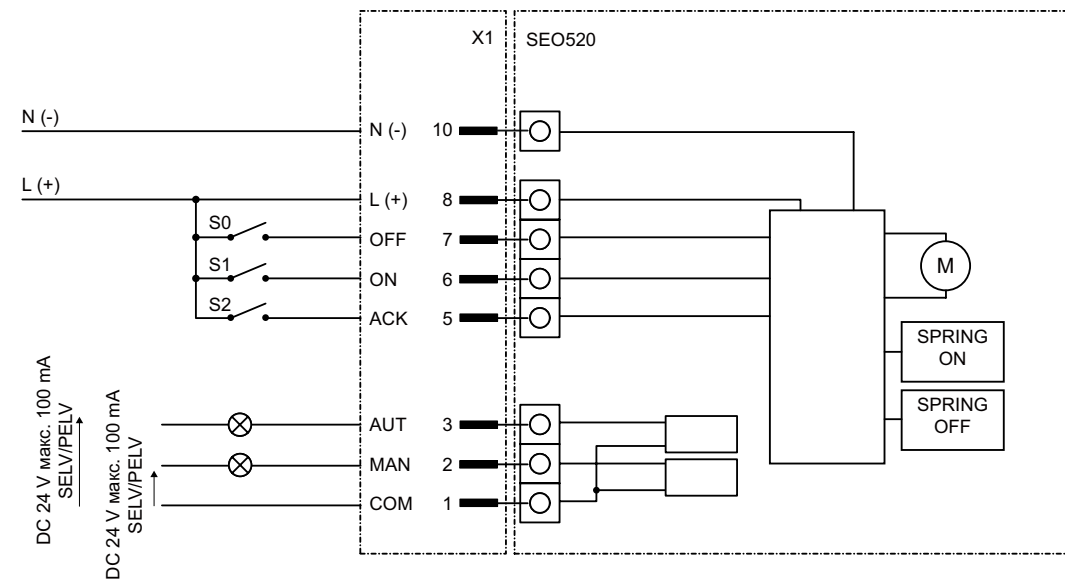 X1
SEO520
N (-)
N (-)
10
L (+)
L (+)
8
S0
OFF
7
S1
ON
6
S2
ACK
5
M
SPRING
ON
SPRING
OFF
DC 24 V макс. 100 mA
SELV/PELV
DC 24 V макс. 100 mA
SELV/PELV
AUT
3
MAN
2
COM
1